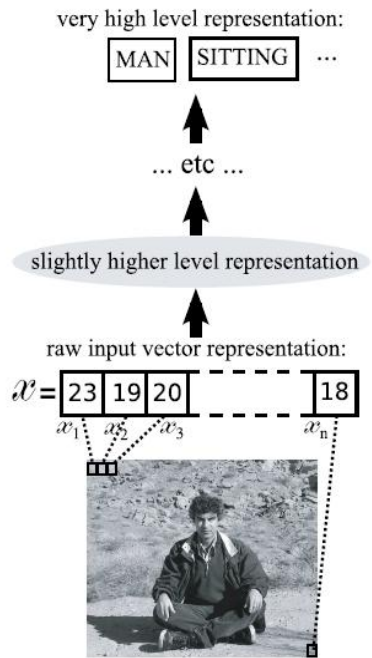 very high level representation:
MAN SITTING ...
... etc ...
slightly higher level representation
raw input vector representation:
x = 23 19 20 18
x1 x2 x3 xn